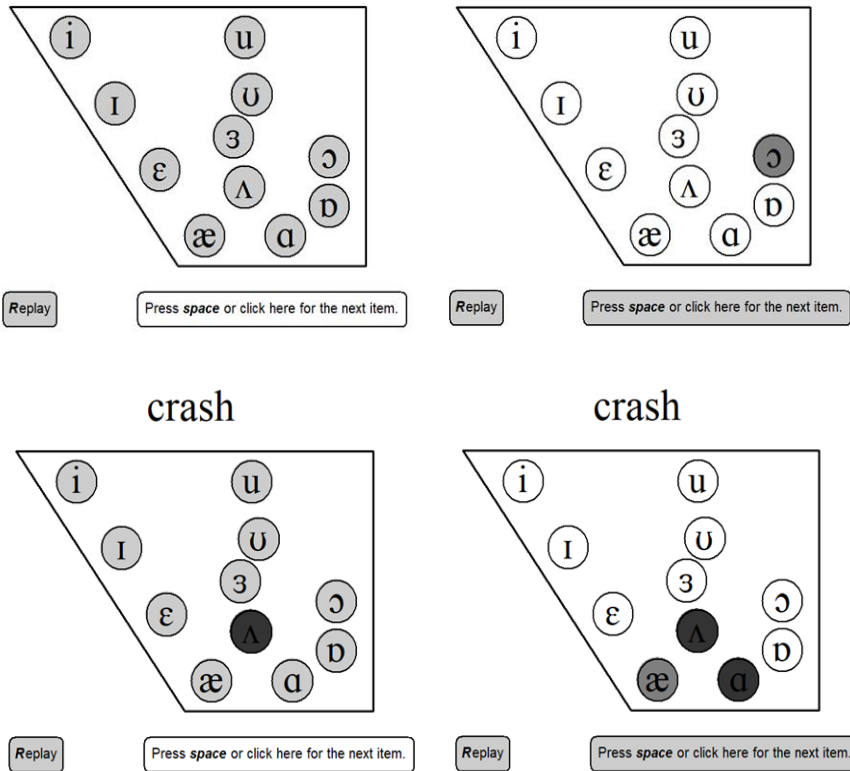 i u i u
ɪ ʊ ɪ ʊ
ɜ ɜ
ɛ ɔ ɛ ɔ
ʌ ɒ ʌ ɒ
æ ɑ æ ɑ
Replay Press space or click here for the next item. Replay Press space or click here for the next item.
crash crash
i u i u
ɪ ʊ ɪ ʊ
ɜ ɜ
ɛ ɔ ɛ ɔ
ʌ ɒ ʌ ɒ
æ ɑ æ ɑ
Replay Press space or click here for the next item. Replay Press space or click here for the next item.